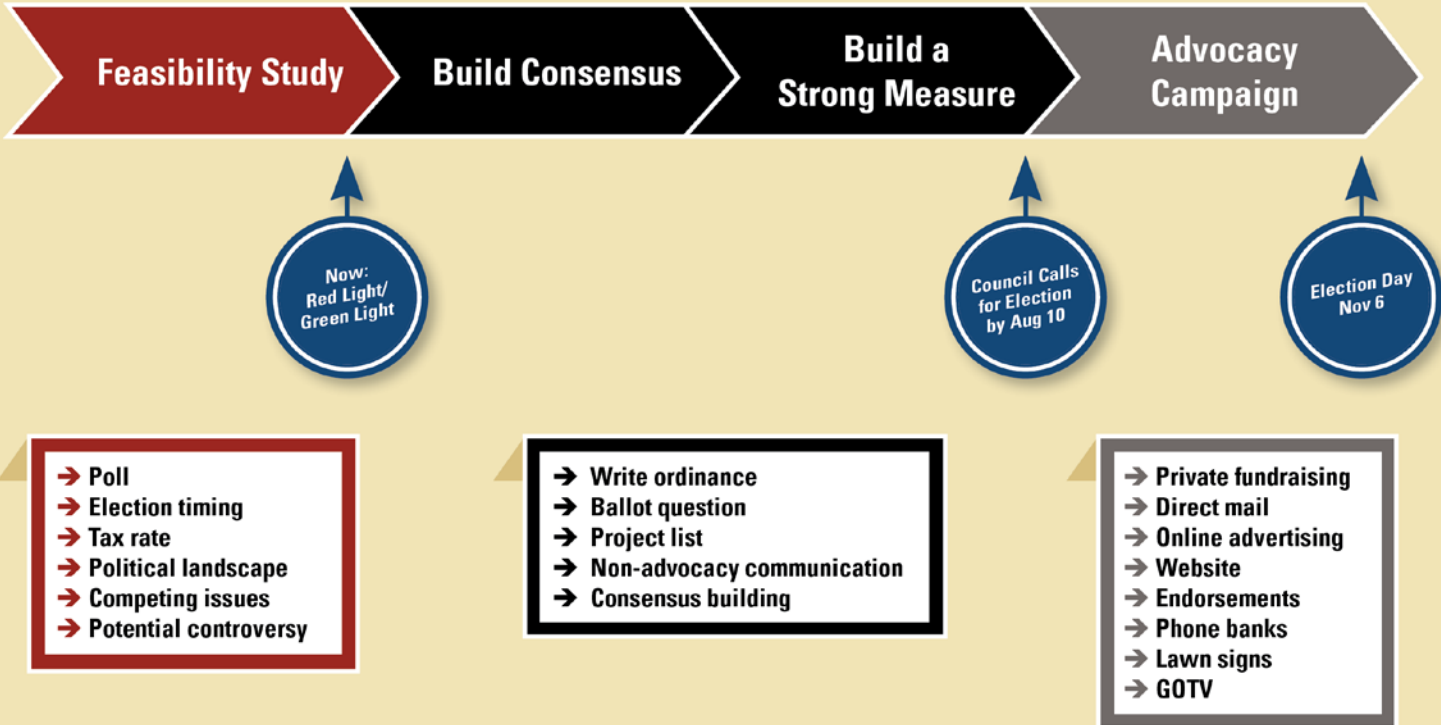 Feasibility Study
Build Consensus
Build a
Strong Measure
Advocacy
Campaign
Now:
Red Light/
Green Light
Council Calls
for Election
by Aug 10
Election Day
Nov 6
➔ Poll
➔ Election timing
➔ Tax rate
➔ Political landscape
➔ Competing issues
➔ Potential controversy
➔ Write ordinance
➔ Ballot question
➔ Project list
➔ Non-advocacy communication
➔ Consensus building
➔ Private fundraising
➔ Direct mail
➔ Online advertising
➔ Website
➔ Endorsements
➔ Phone banks
➔ Lawn signs
➔ GOTV